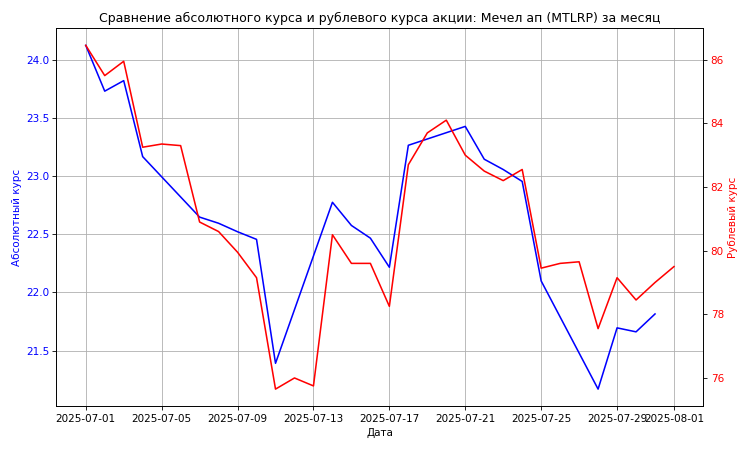 Сравнение абсолютного курса и рублевого курса акции: Мечел ап (MTLRP) за месяц
24.0
23.5
23.0
22.5
22.0
21.5
Абсолютный курс
86
84
82
80
78
76
Рублевый курс
2025-07-01 2025-07-05 2025-07-09 2025-07-13 2025-07-17 2025-07-21 2025-07-25 2025-07-29 2025-08-01
Дата